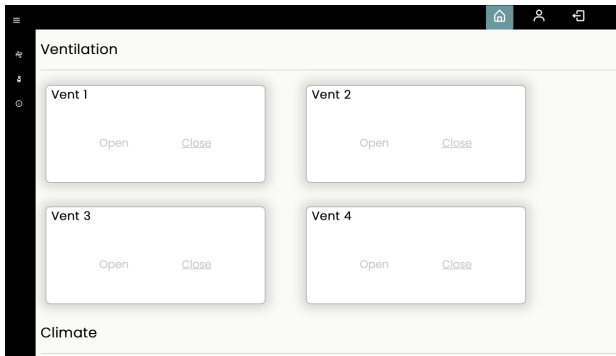 Ventilation
Vent 1
Vent 2
Open Close
Open Close
Vent 3
Vent 4
Open Close
Open Close
Climate